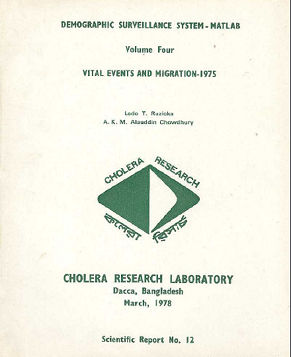 DEMOGRAPHIC SURVEILLANCE SYSTEM-MATLAB
Volume Four
VITAL EVENTS AND MIGRATION-1975
Lado T. Ruzicka
A. K. M. Alauddin Chowdhury
CHOLERA RESEARCH
কলেরা রিসার্চ
CHOLERA RESEARCH LABORATORY
Dacca, Bangladesh
March, 1978
Scientific Report No. 12